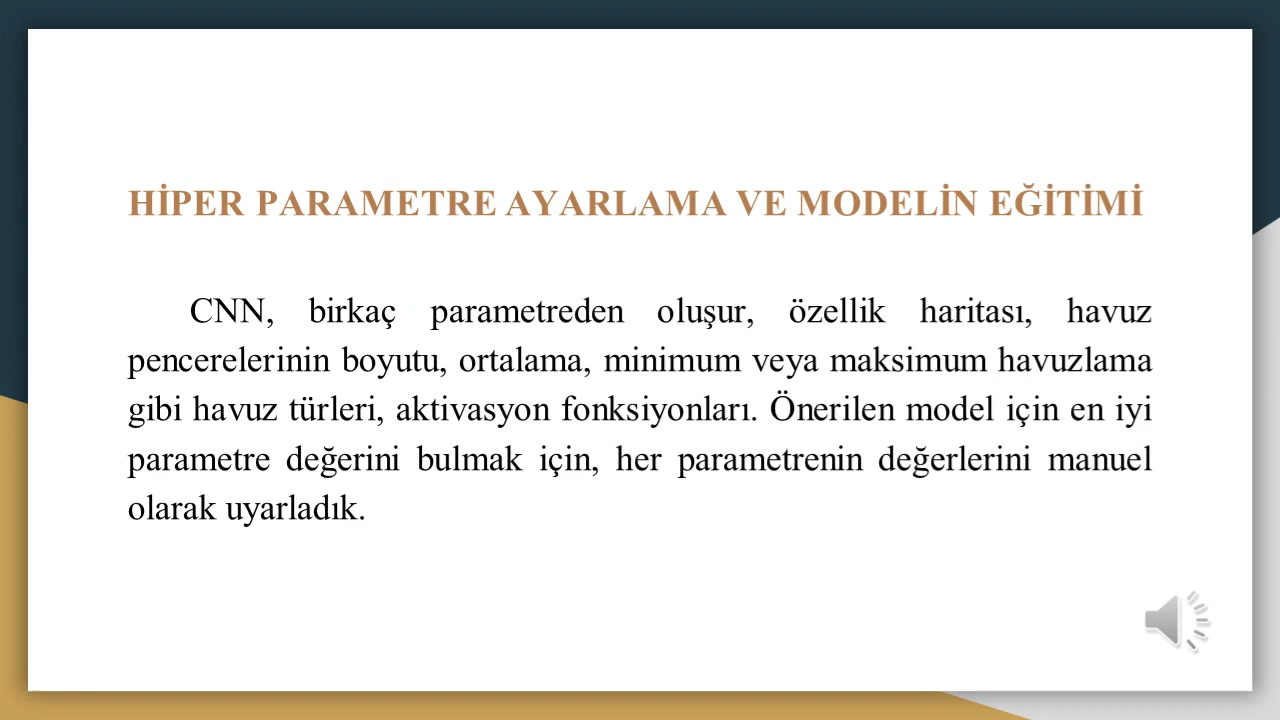 HİPER PARAMETRE AYARLAMA VE MODELİN EĞİTİMİ
CNN, birkaç parametreden oluşur, özellik haritası, havuz
pencerelerinin boyutu, ortalama, minimum veya maksimum havuzlama
gibi havuz türleri, aktivasyon fonksiyonları. Önerilen model için en iyi
parametre değerini bulmak için, her parametrenin değerlerini manuel
olarak uyarladık.